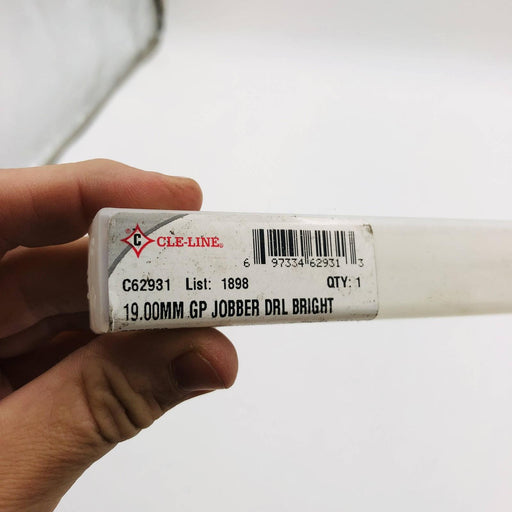 C CLE-LINE®
6 97334 62931 3
C62931 List: 1898 QTY: 1
19.00MM GP JOBBER DRL BRIGHT